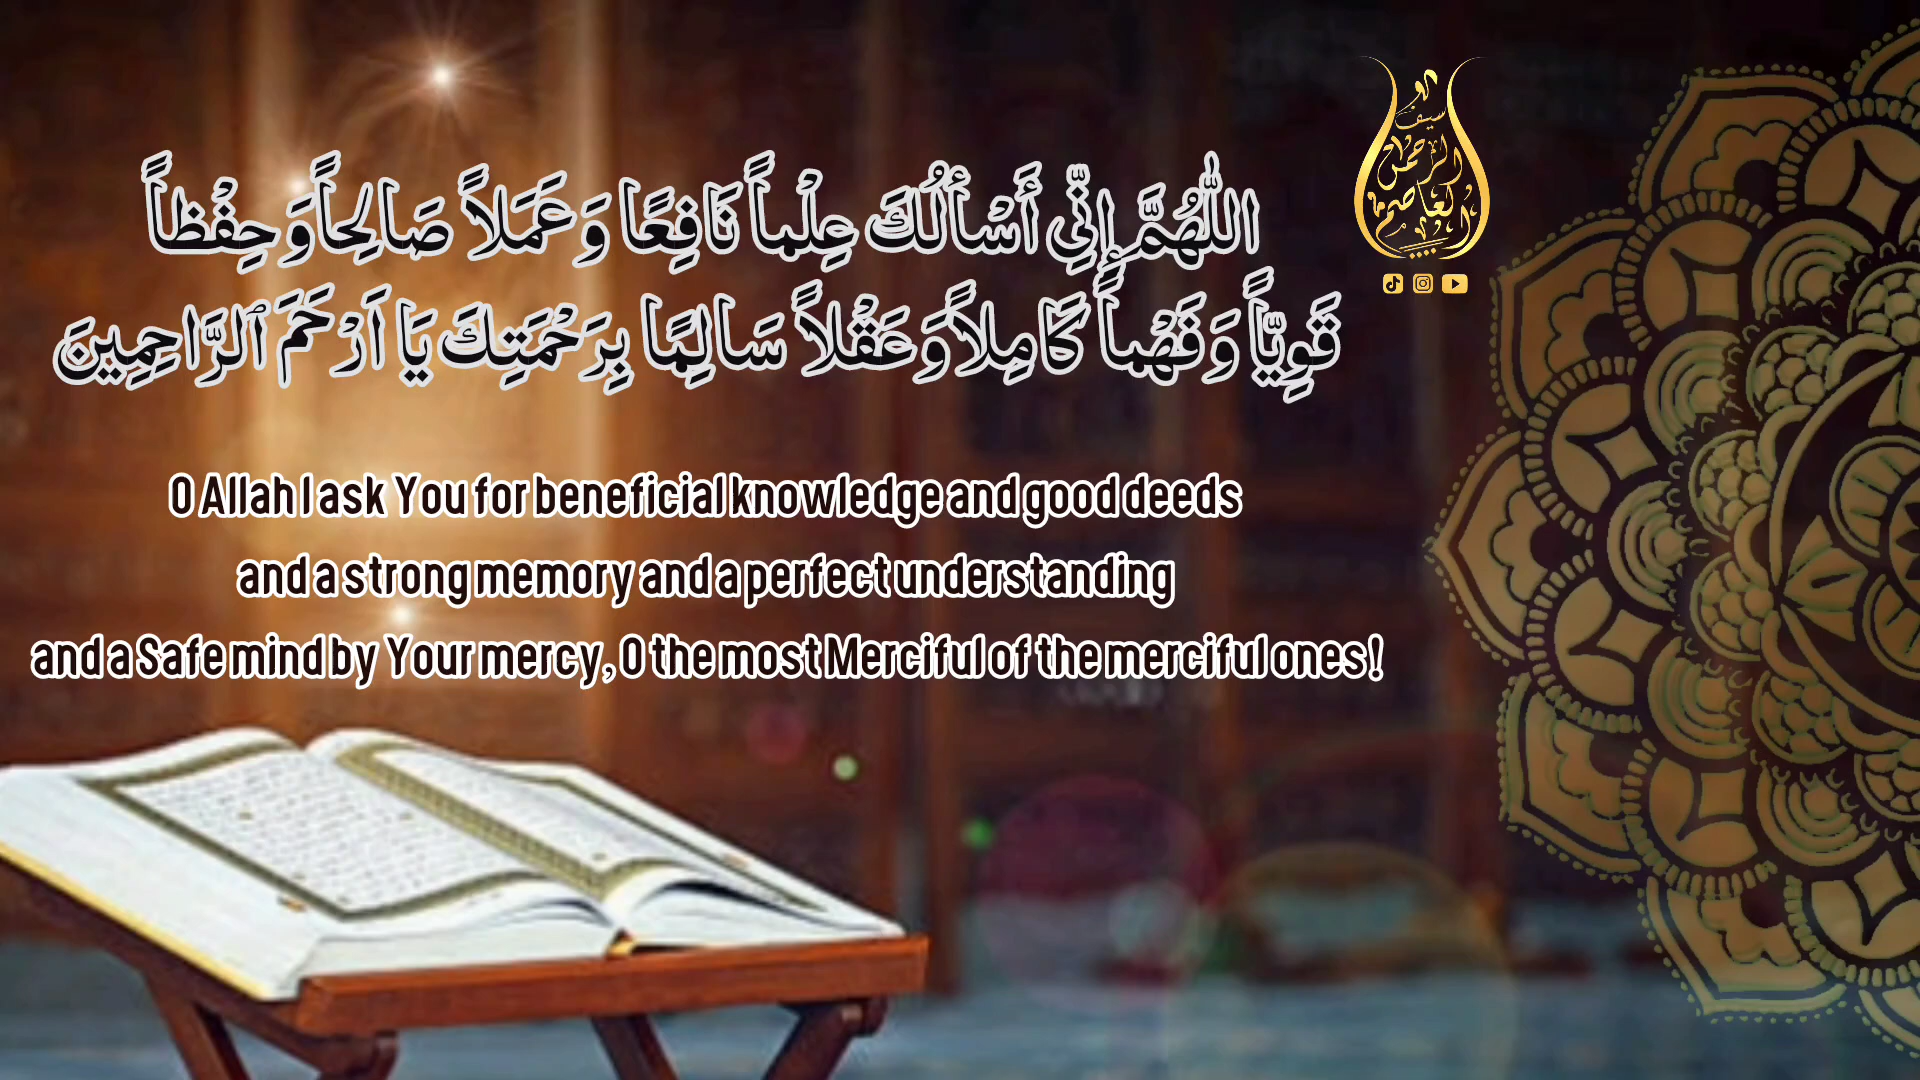 اللّٰهُمَّ إِنِّي أَسْأَلُكَ عِلْماً نَافِعًا وَعَمَلاً صَالِحاً وَحِفْظاً
قَوِيّاً وَفَهْماً كَامِلاً وَعَقْلاً سَالِمًا بِرَحْمَتِكَ يَا اَرْحَمَ ٱلرَّاحِمِينَ
O Allah I ask You for beneficial knowledge and good deeds
and a strong memory and a perfect understanding
and a Safe mind by Your mercy, O the most Merciful of the merciful ones!